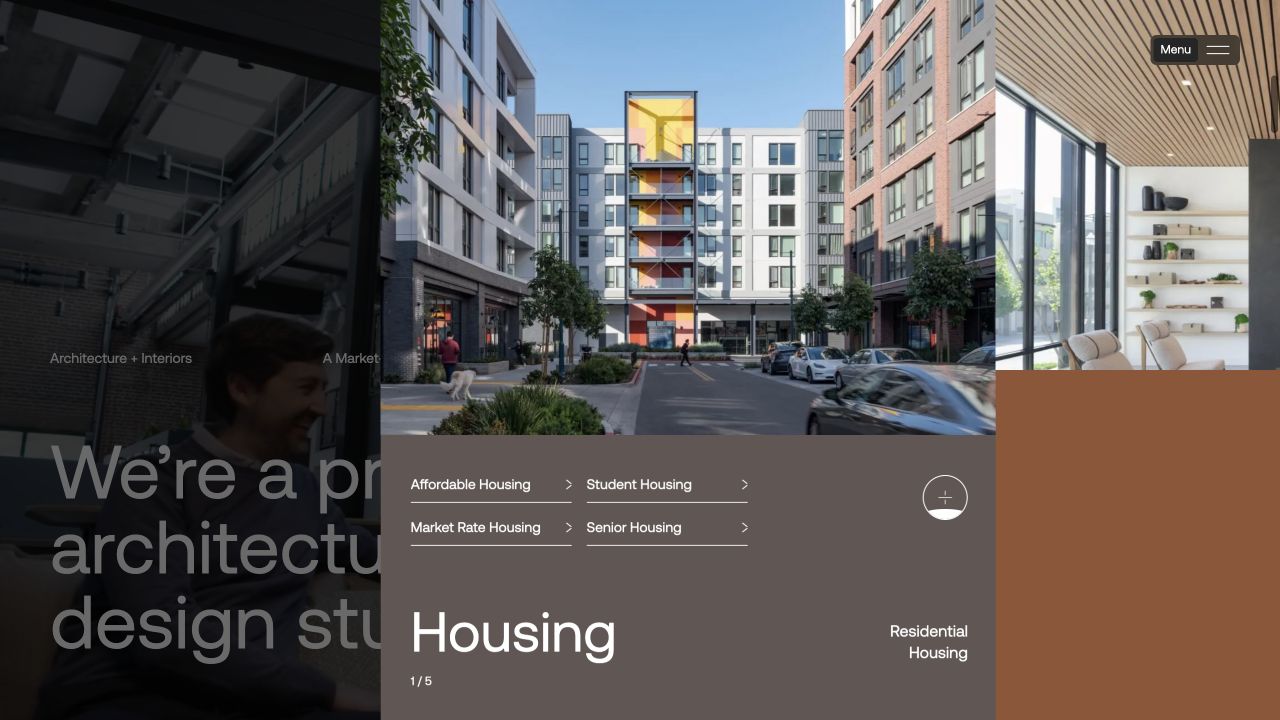 Menu
Architecture + Interiors
A Market
We're a pr
architectu
design stu
Affordable Housing
Student Housing
Market Rate Housing
Senior Housing
Housing
Residential
Housing
1 / 5